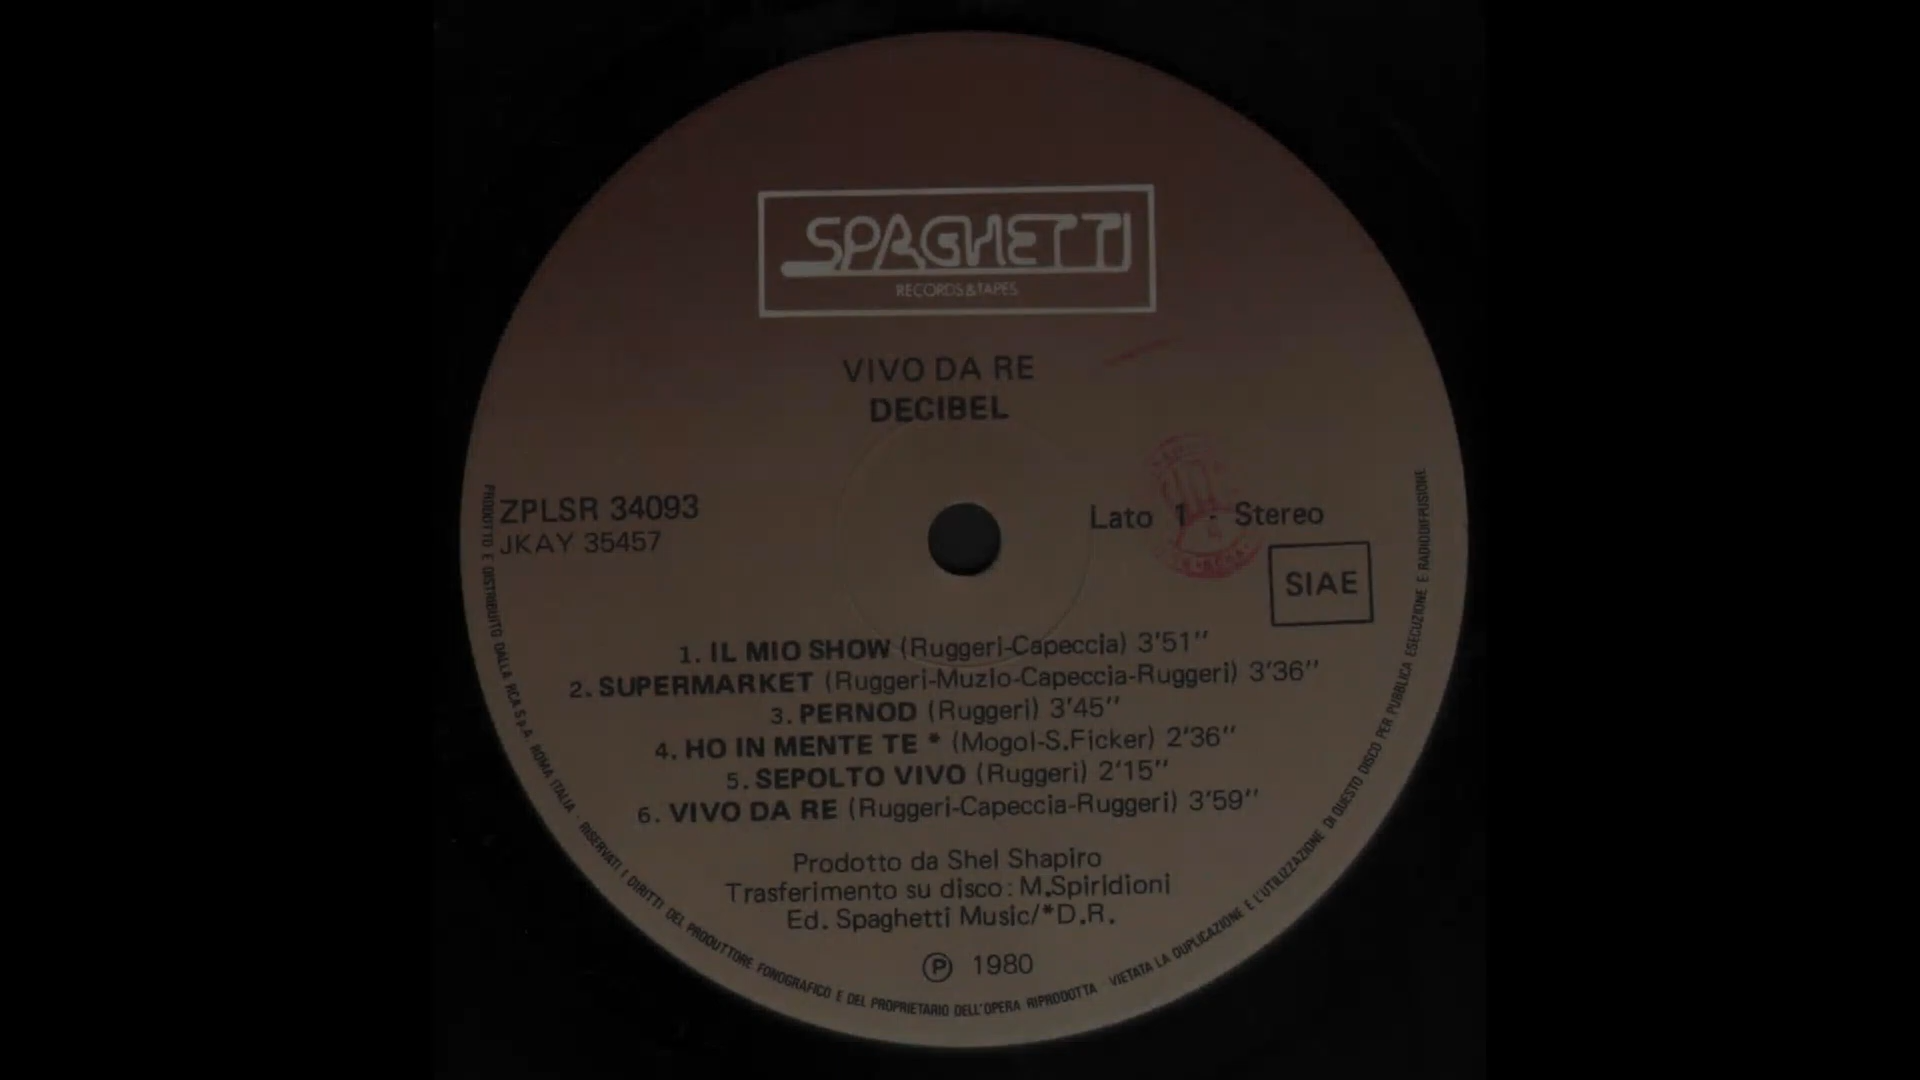 SPAGHETTI
RECORDS & TAPES
VIVO DA RE
DECIBEL
ZPLSR 34093
JKAY 35457
Lato 1 - Stereo
SIAE
1. IL MIO SHOW (Ruggeri-Capeccia) 3'51"
2. SUPERMARKET (Ruggeri-Muzio-Capeccia-Ruggeri) 3'36"
3. PERNOD (Ruggeri) 3'45"
4. HO IN MENTE TE * (Mogol-S.Ficker) 2'36"
5. SEPOLTO VIVO (Ruggeri) 2'15"
6. VIVO DA RE (Ruggeri-Capeccia-Ruggeri) 3'59"
Prodotto da Shel Shapiro
Trasferimento su disco: M.Spiridioni
Ed. Spaghetti Music/*D.R.
Ⓟ 1980
PRODOTTO E DISTRIBUITO DALLA RCA S.p.A. ROMA ITALIA - RISERVATI I DIRITTI DEL PRODUTTORE FONOGRAFICO E DEL PROPRIETARIO DELL'OPERA RIPRODOTTA - VIETATA LA DUPLICAZIONE E L'UTILIZZAZIONE DI QUESTO DISCO PER PUBBLICA ESECUZIONE E RADIODIFFUSIONE